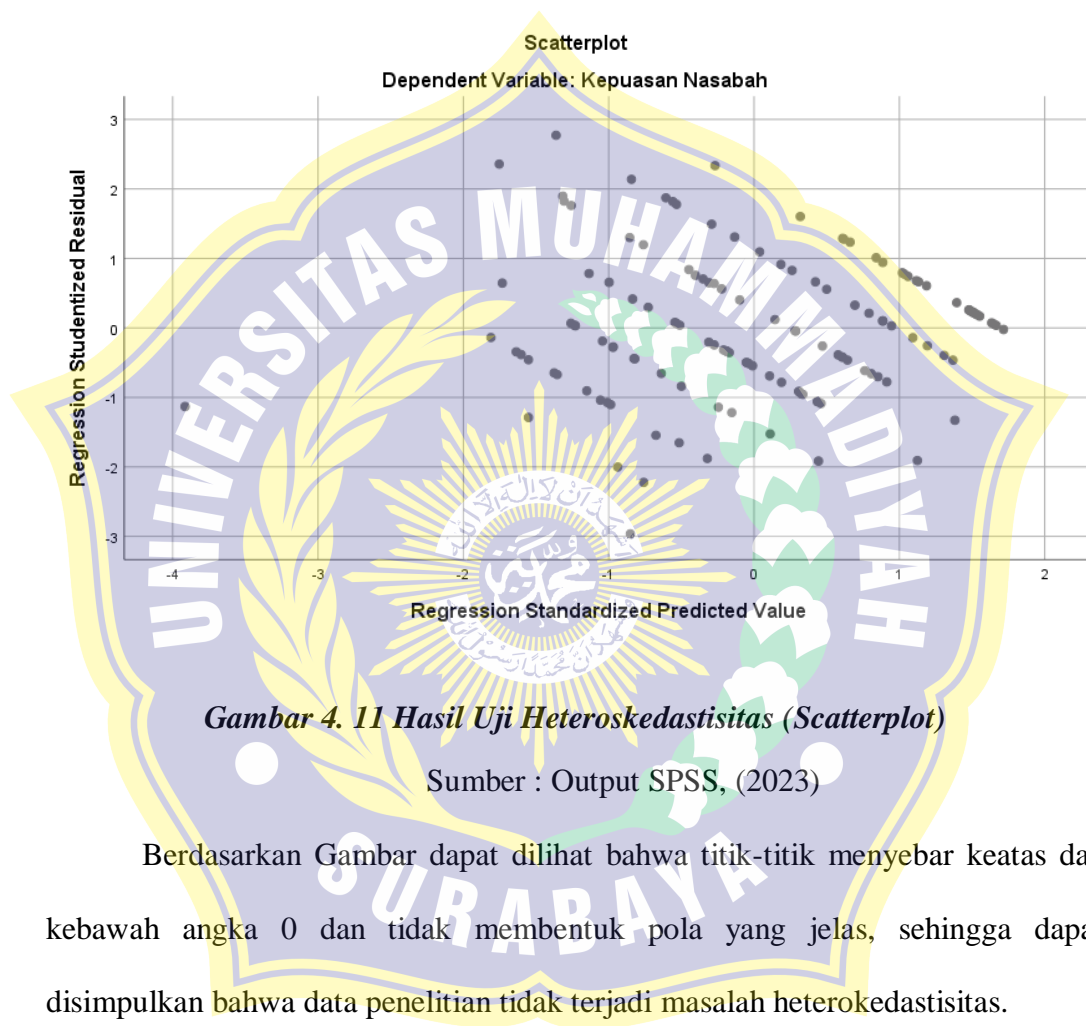 Scatterplot
Dependent Variable: Kepuasan Nasabah
Regression Studentized Residual
3
2
1
0
-1
-2
-3
-4
-3
-2
-1
0
1
2
Regression Standardized Predicted Value
UNIVERSITAS MUHAMMADIYAH
SURABAYA
Gambar 4. 11 Hasil Uji Heteroskedastisitas (Scatterplot)
Sumber : Output SPSS, (2023)
Berdasarkan Gambar dapat dilihat bahwa titik-titik menyebar keatas da
kebawah angka 0 dan tidak membentuk pola yang jelas, sehingga dapa
disimpulkan bahwa data penelitian tidak terjadi masalah heterokedastisitas.